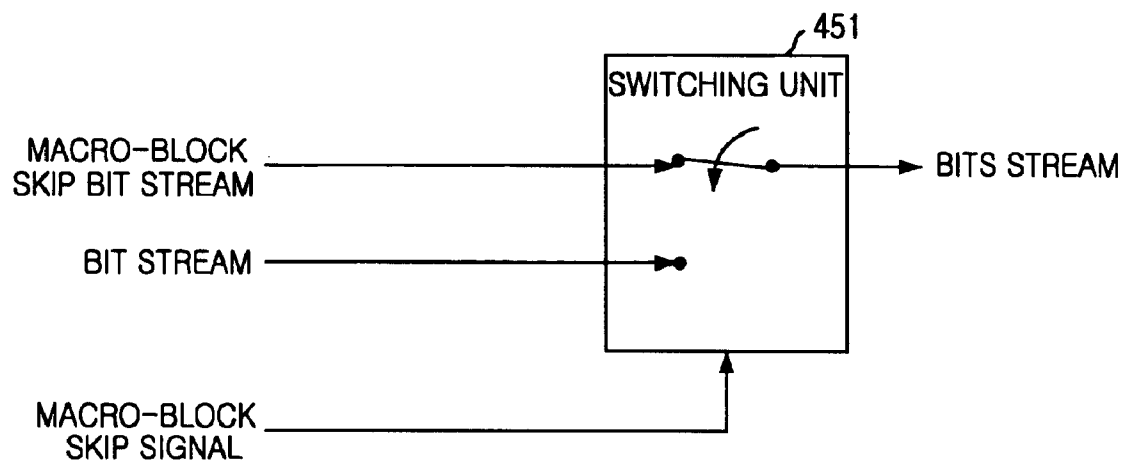 451
SWITCHING UNIT
MACRO-BLOCK
SKIP BIT STREAM
BITS STREAM
BIT STREAM
MACRO-BLOCK
SKIP SIGNAL